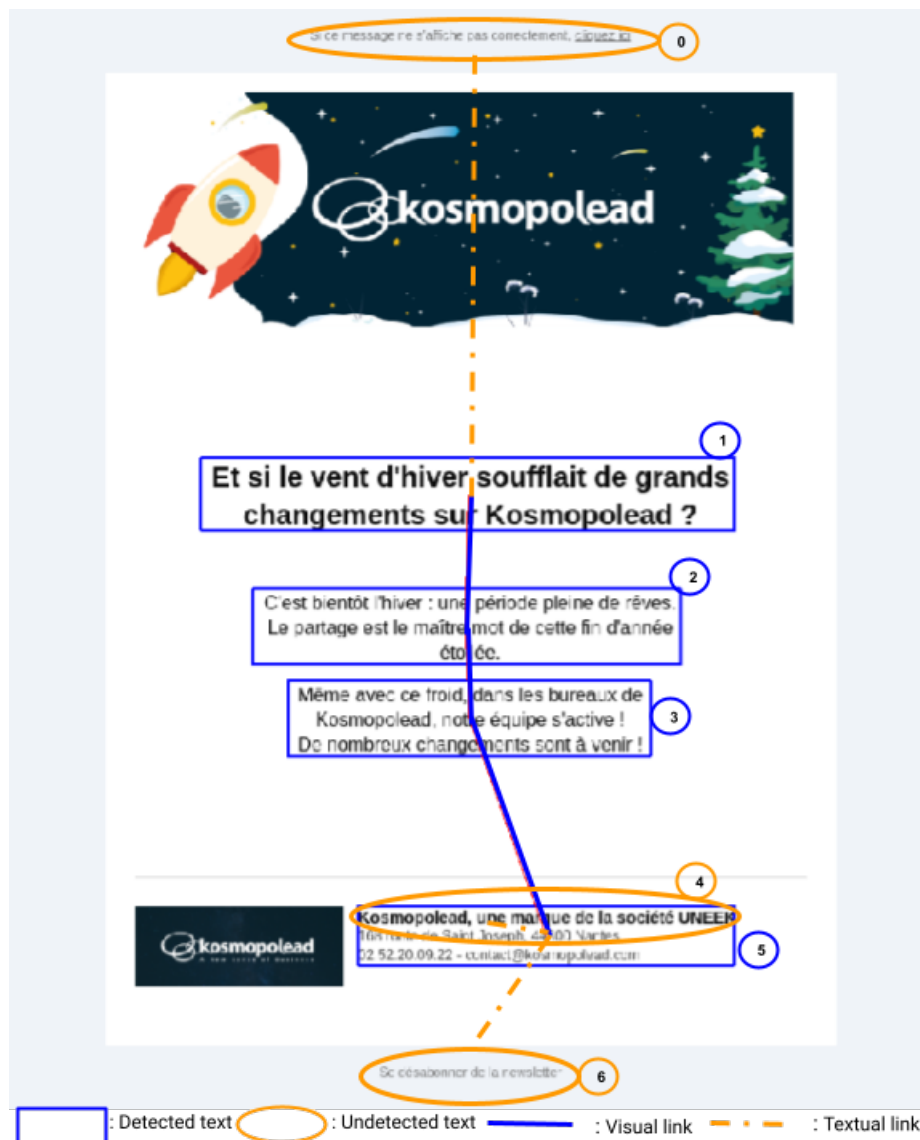 Si ce message ne s'affiche pas correctement, cliquez ici
0
kosmopolead
1
Et si le vent d'hiver soufflait de grands
changements sur Kosmopolead ?
2
C'est bientôt l'hiver : une période pleine de rêves.
Le partage est le maître mot de cette fin d'année
étoilée.
Même avec ce froid, dans les bureaux de
Kosmopolead, notre équipe s'active !
3
De nombreux changements sont à venir !
4
Kosmopolead, une marque de la société UNEEK
kosmopolead
de Saint Joseph, Nantes
5
02.52.20.09.22 - contact@kosmopolead.com
Se désabonner de la newsletter
6
: Detected text : Undetected text : Visual link : Textual link